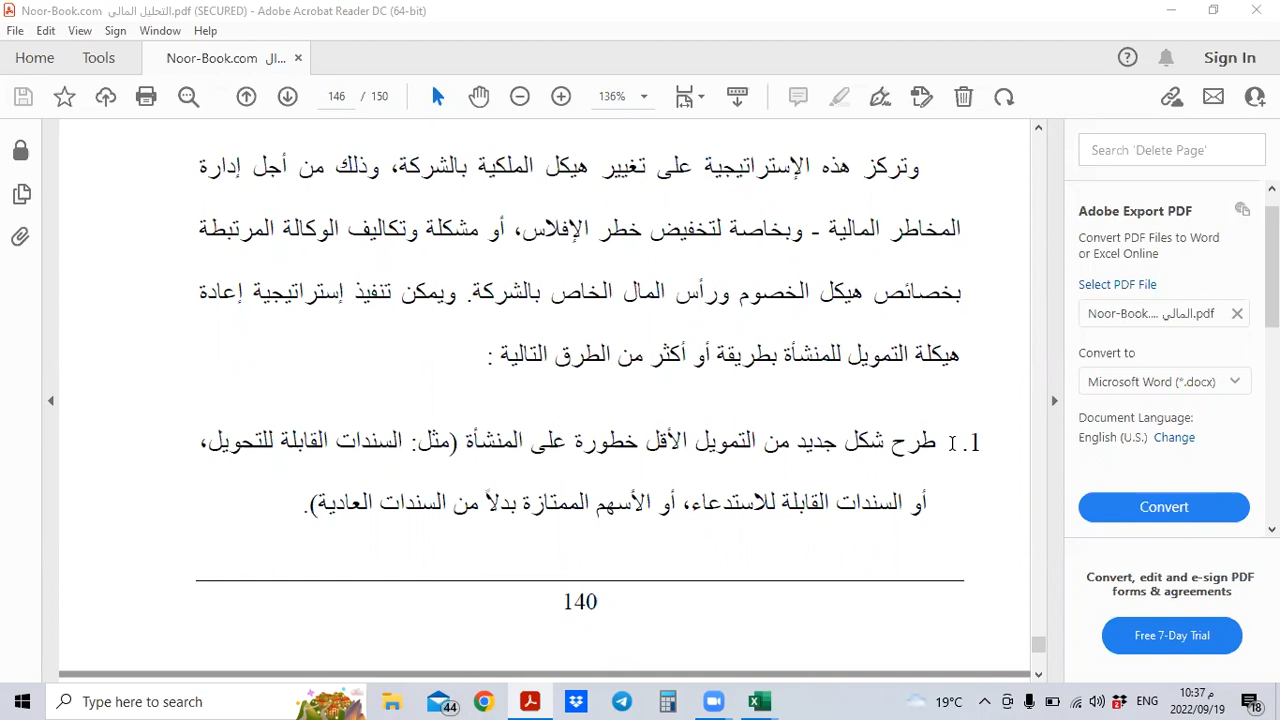 Noor-Book.com التحليل المالي.pdf (SECURED) - Adobe Acrobat Reader DC (64-bit)
File Edit View Sign Window Help
Home Tools Noor-Book.com ...ال × Sign In
146 / 150 136%
Search 'Delete Page'
Adobe Export PDF
Convert PDF Files to Word
or Excel Online
Select PDF File
Noor-Book.... المالي.pdf
Convert to
Microsoft Word (*.docx)
Document Language:
English (U.S.) Change
Convert
Convert, edit and e-sign PDF
forms & agreements
Free 7-Day Trial
وتركز هذه الإستراتيجية على تغيير هيكل الملكية بالشركة، وذلك من أجل إدارة
المخاطر المالية - وبخاصة لتخفيض خطر الإفلاس، أو مشكلة وتكاليف الوكالة المرتبطة
بخصائص هيكل الخصوم ورأس المال الخاص بالشركة. ويمكن تنفيذ إستراتيجية إعادة
هيكلة التمويل للمنشأة بطريقة أو أكثر من الطرق التالية :
1. طرح شكل جديد من التمويل الأقل خطورة على المنشأة (مثل: السندات القابلة للتحويل،
أو السندات القابلة للاستدعاء، أو الأسهم الممتازة بدلاً من السندات العادية).
140
Type here to search 44 19°C ENG 10:37 م
2022/09/19 18